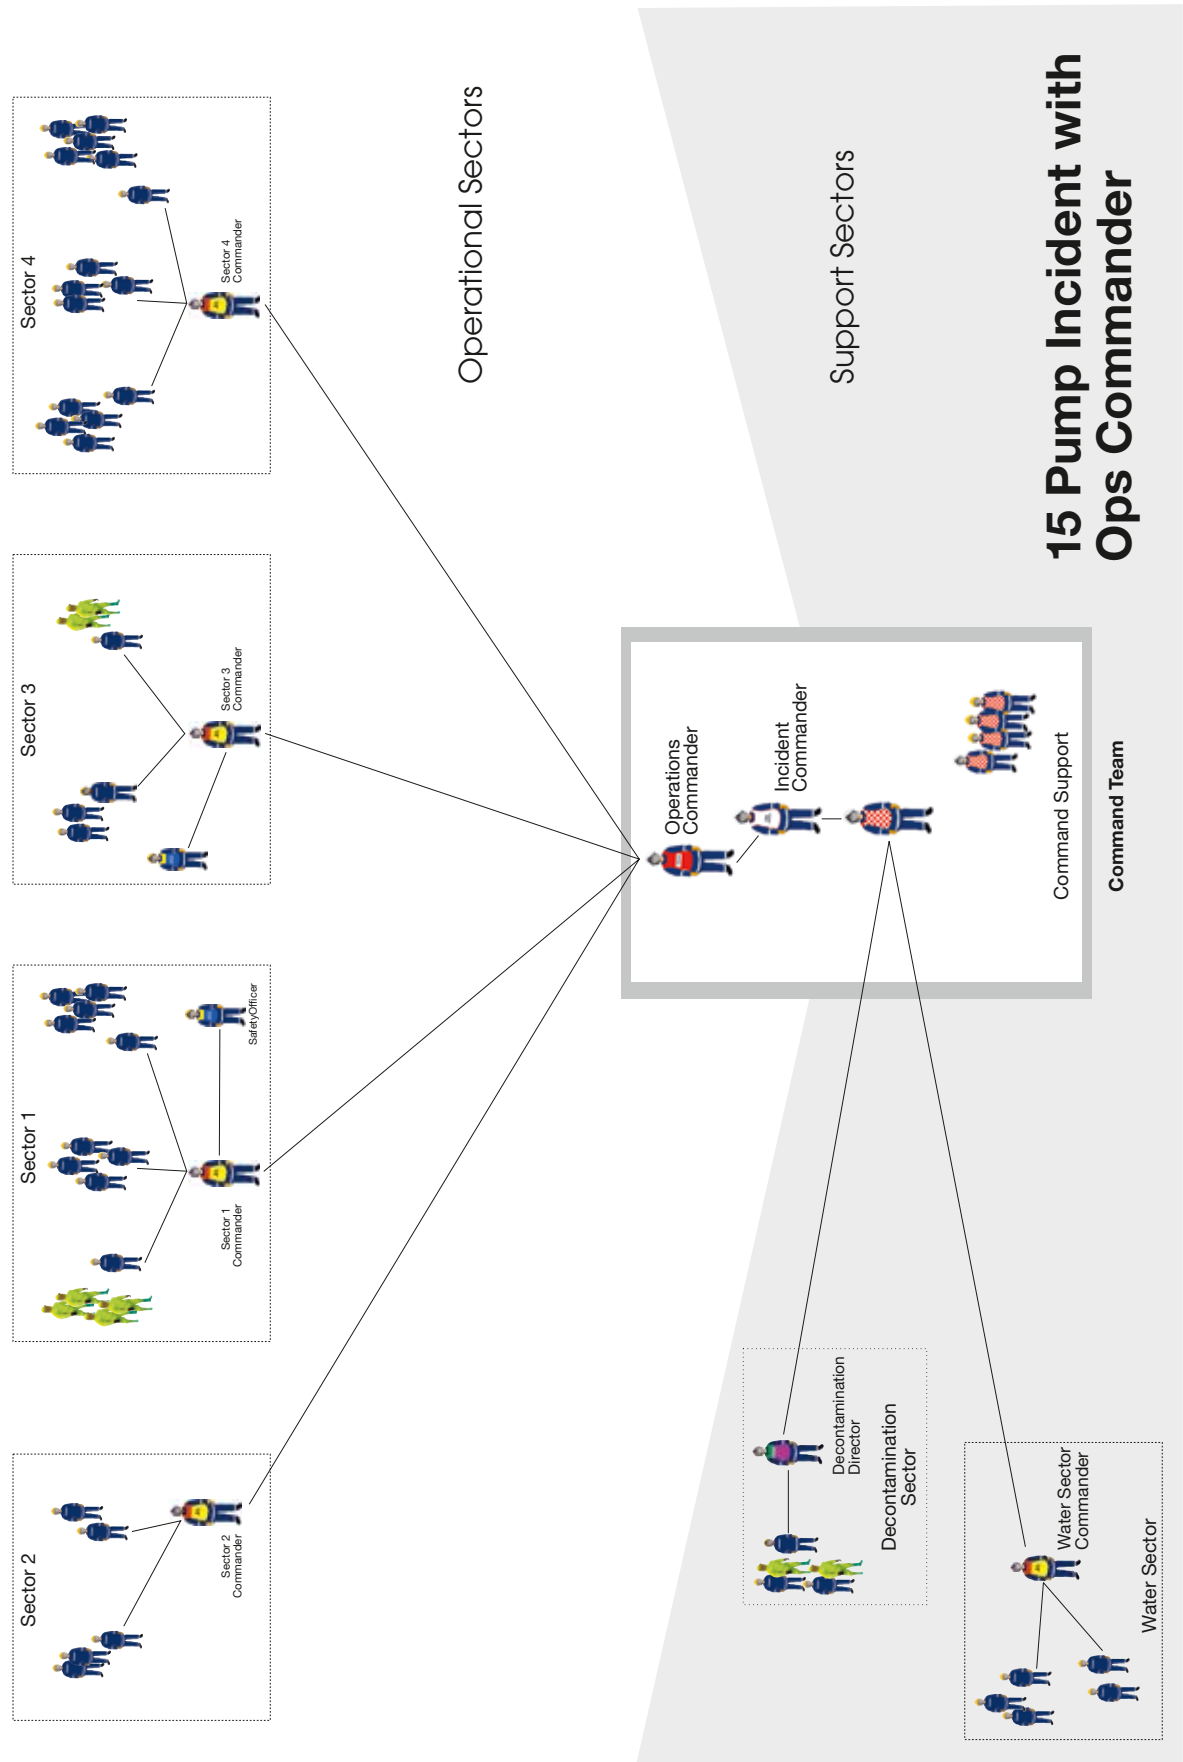 Sector 2
Sector 2
Commander
Sector 1
Sector 1
Commander
SafetyOfficer
Sector 3
Sector 3
Commander
Sector 4
Sector 4
Commander
Operational Sectors
Operations
Commander
Incident
Commander
Command Support
Command Team
Support Sectors
Decontamination
Director
Decontamination
Sector
Water Sector
Commander
Water Sector
15 Pump Incident with
Ops Commander